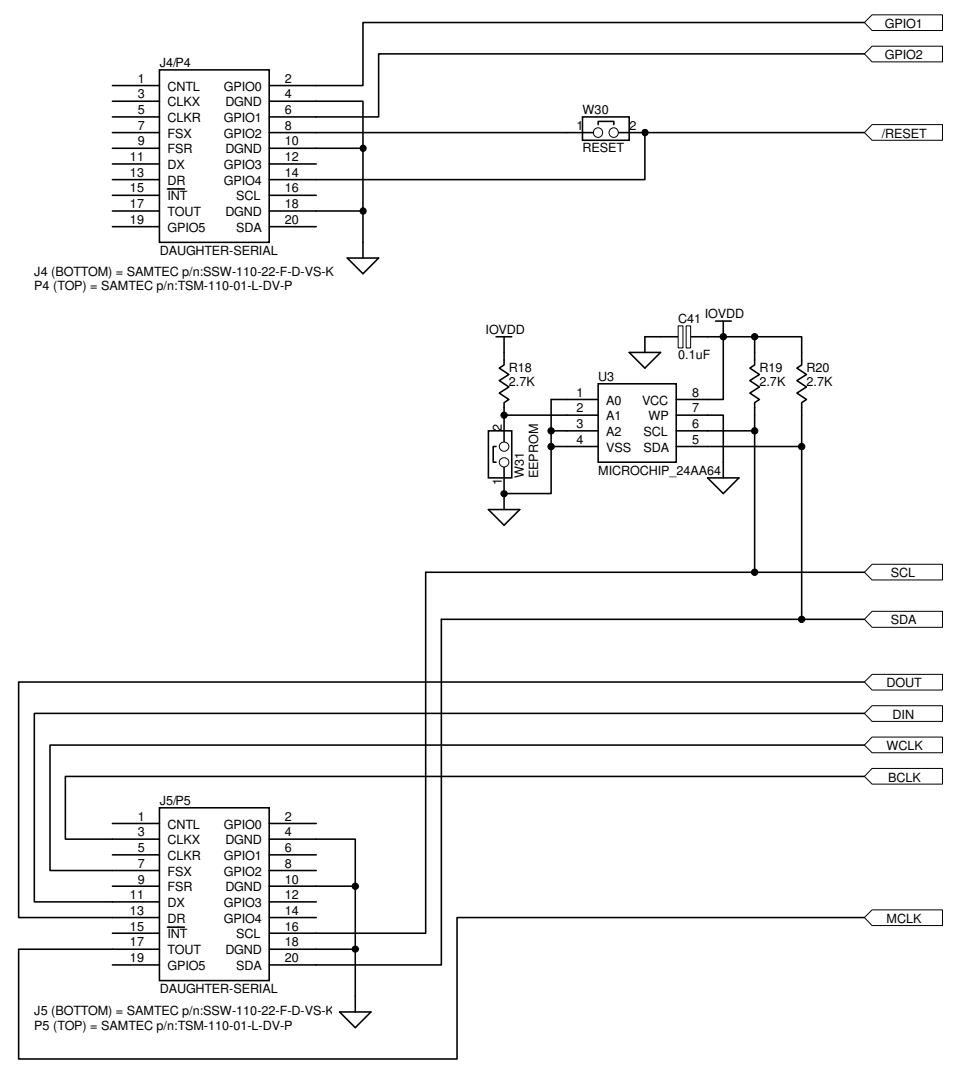 GPIO1
GPIO2
J4/P4
1 CNTL GPIO0 2
3 CLKX DGND 4
5 CLKR GPIO1 6
7 FSX GPIO2 8
9 FSR DGND 10
11 DX GPIO3 12
13 DR GPIO4 14
15 INT SCL 16
17 TOUT DGND 18
19 GPIO5 SDA 20
DAUGHTER-SERIAL
J4 (BOTTOM) = SAMTEC p/n:SSW-110-22-F-D-VS-K
P4 (TOP) = SAMTEC p/n:TSM-110-01-L-DV-P
W30
1 2
RESET
/RESET
IOVDD
R18
2.7K
2
W31
EEPROM
1
C41
0.1uF
IOVDD
R19
2.7K
R20
2.7K
U3
1 A0 VCC 8
2 A1 WP 7
3 A2 SCL 6
4 VSS SDA 5
MICROCHIP_24AA64
SCL
SDA
DOUT
DIN
WCLK
BCLK
J5/P5
1 CNTL GPIO0 2
3 CLKX DGND 4
5 CLKR GPIO1 6
7 FSX GPIO2 8
9 FSR DGND 10
11 DX GPIO3 12
13 DR GPIO4 14
15 INT SCL 16
17 TOUT DGND 18
19 GPIO5 SDA 20
DAUGHTER-SERIAL
MCLK
J5 (BOTTOM) = SAMTEC p/n:SSW-110-22-F-D-VS-K
P5 (TOP) = SAMTEC p/n:TSM-110-01-L-DV-P